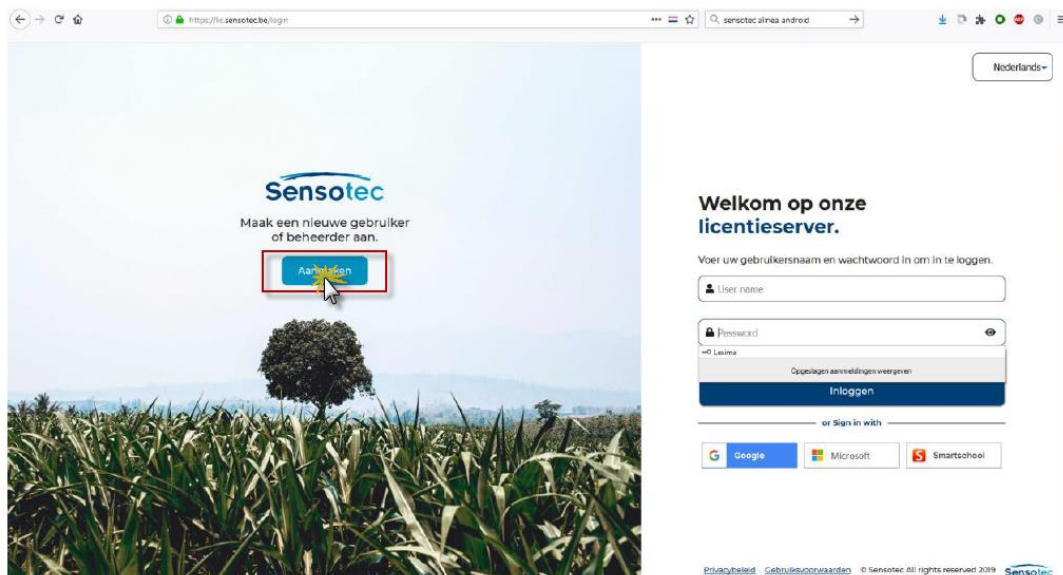 https://lic.sensotec.be/login
sensotec alinea android
Nederlands
Sensotec
Maak een nieuwe gebruiker
of beheerder aan.
Aanmaken
Welkom op onze
licentieserver.
Voer uw gebruikersnaam en wachtwoord in om in te loggen.
User name
Password
Lexima
Opgeslagen aanmeldingen weergeven
Inloggen
or Sign in with
Google
Microsoft
Smartschool
Privacybeleid Gebruiksvoorwaarden © Sensotec All rights reserved 2019 Sensotec